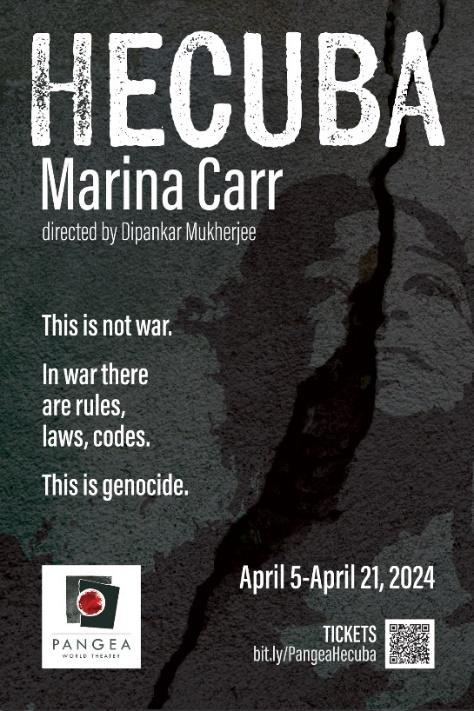 HECUBA
Marina Carr
directed by Dipankar Mukherjee
This is not war.
In war there
are rules,
laws, codes.
This is genocide.
April 5-April 21, 2024
TICKETS
bit.ly/PangeaHecuba
PANGEA
WORLD THEATER